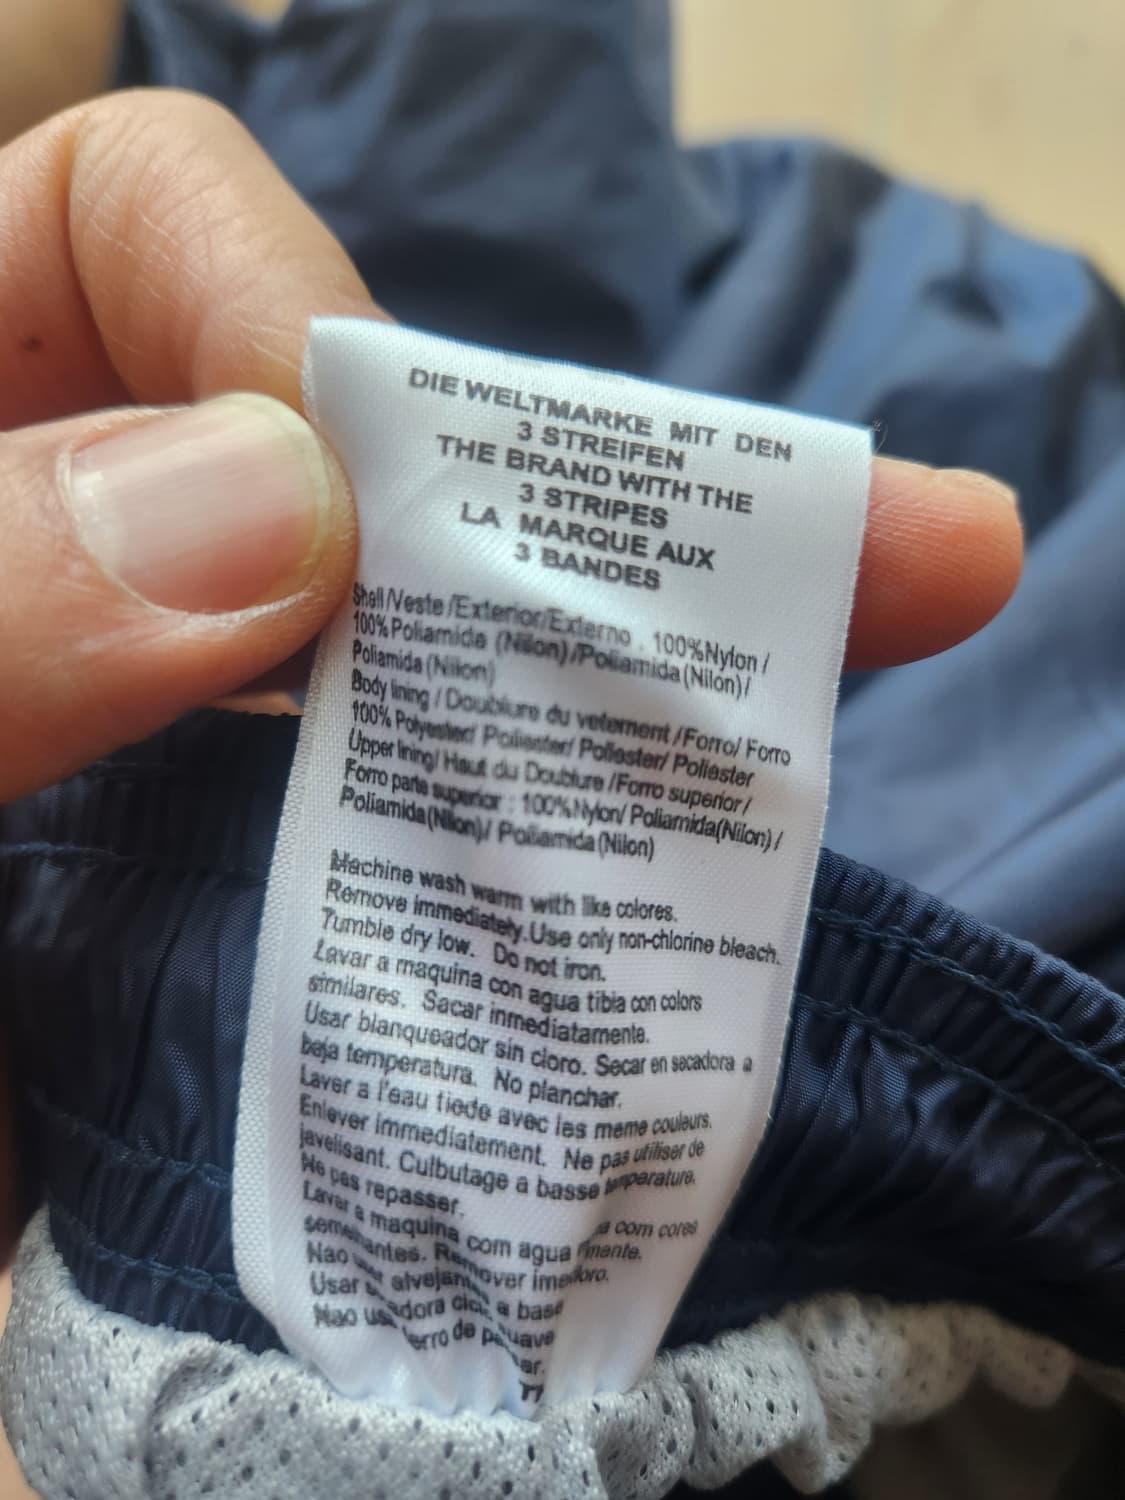 DIE WELTMARKE MIT DEN
3 STREIFEN
THE BRAND WITH THE
3 STRIPES
LA MARQUE AUX
3 BANDES
Shell/Veste/Exterior/Externo . 100%Nylon/
100%Poliamida (Nilon)/Poliamida(Nilon)/
Poliamida(Nilon)
Body lining/Doublure du vetement/Forro/Forro
100% Polyester/ Poliester/ Poliester/ Poliester
Upper lining/ Haut du Doublure/Forro superior/
Forro parte superior : 100%Nylon/ Poliamida(Nilon)/
Poliamida(Nilon)/ Poliamida(Nilon)
Machine wash warm with like colores.
Remove immediately.Use only non-chlorine bleach.
Tumble dry low. Do not iron.
Lavar a maquina con agua tibia con colors
similares. Sacar inmediatamente.
Usar blanqueador sin cloro. Secar en secadora a
baja temperatura. No planchar.
Laver a l'eau tiede avec les meme couleurs.
Enlever immediatement. Ne pas utiliser de
javelisant. Culbutage a basse temperature.
Ne pas repasser.
Lavar a maquina com agua com cores
semelhantes. Remover
Usar
Nao